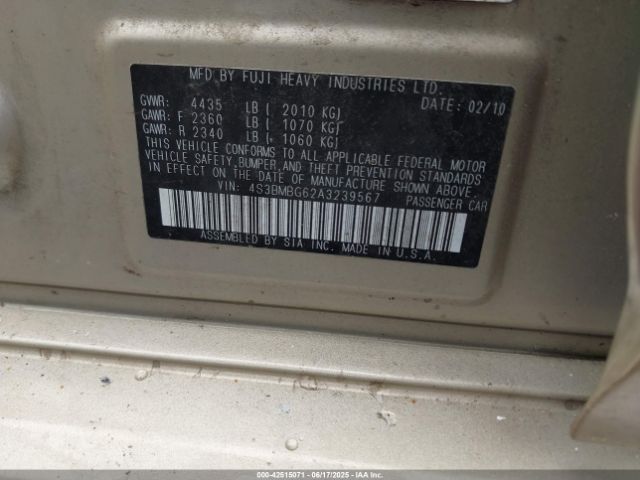 MFD BY FUJI HEAVY INDUSTRIES LTD.
GVWR: 4435 LB ( 2010 KG) DATE: 02/10
GAWR: F 2360 LB ( 1070 KG)
GAWR: R 2340 LB ( 1060 KG)
THIS VEHICLE CONFORMS TO ALL APPLICABLE FEDERAL MOTOR
VEHICLE SAFETY,BUMPER,AND THEFT PREVENTION STANDARDS
IN EFFECT ON THE DATE OF MANUFACTURE SHOWN ABOVE.
VIN: 4S3BMBG62A3239567 PASSENGER CAR
ASSEMBLED BY SIA INC. MADE IN U.S.A.
000-42515071 - 06/17/2025 - IAAI.com